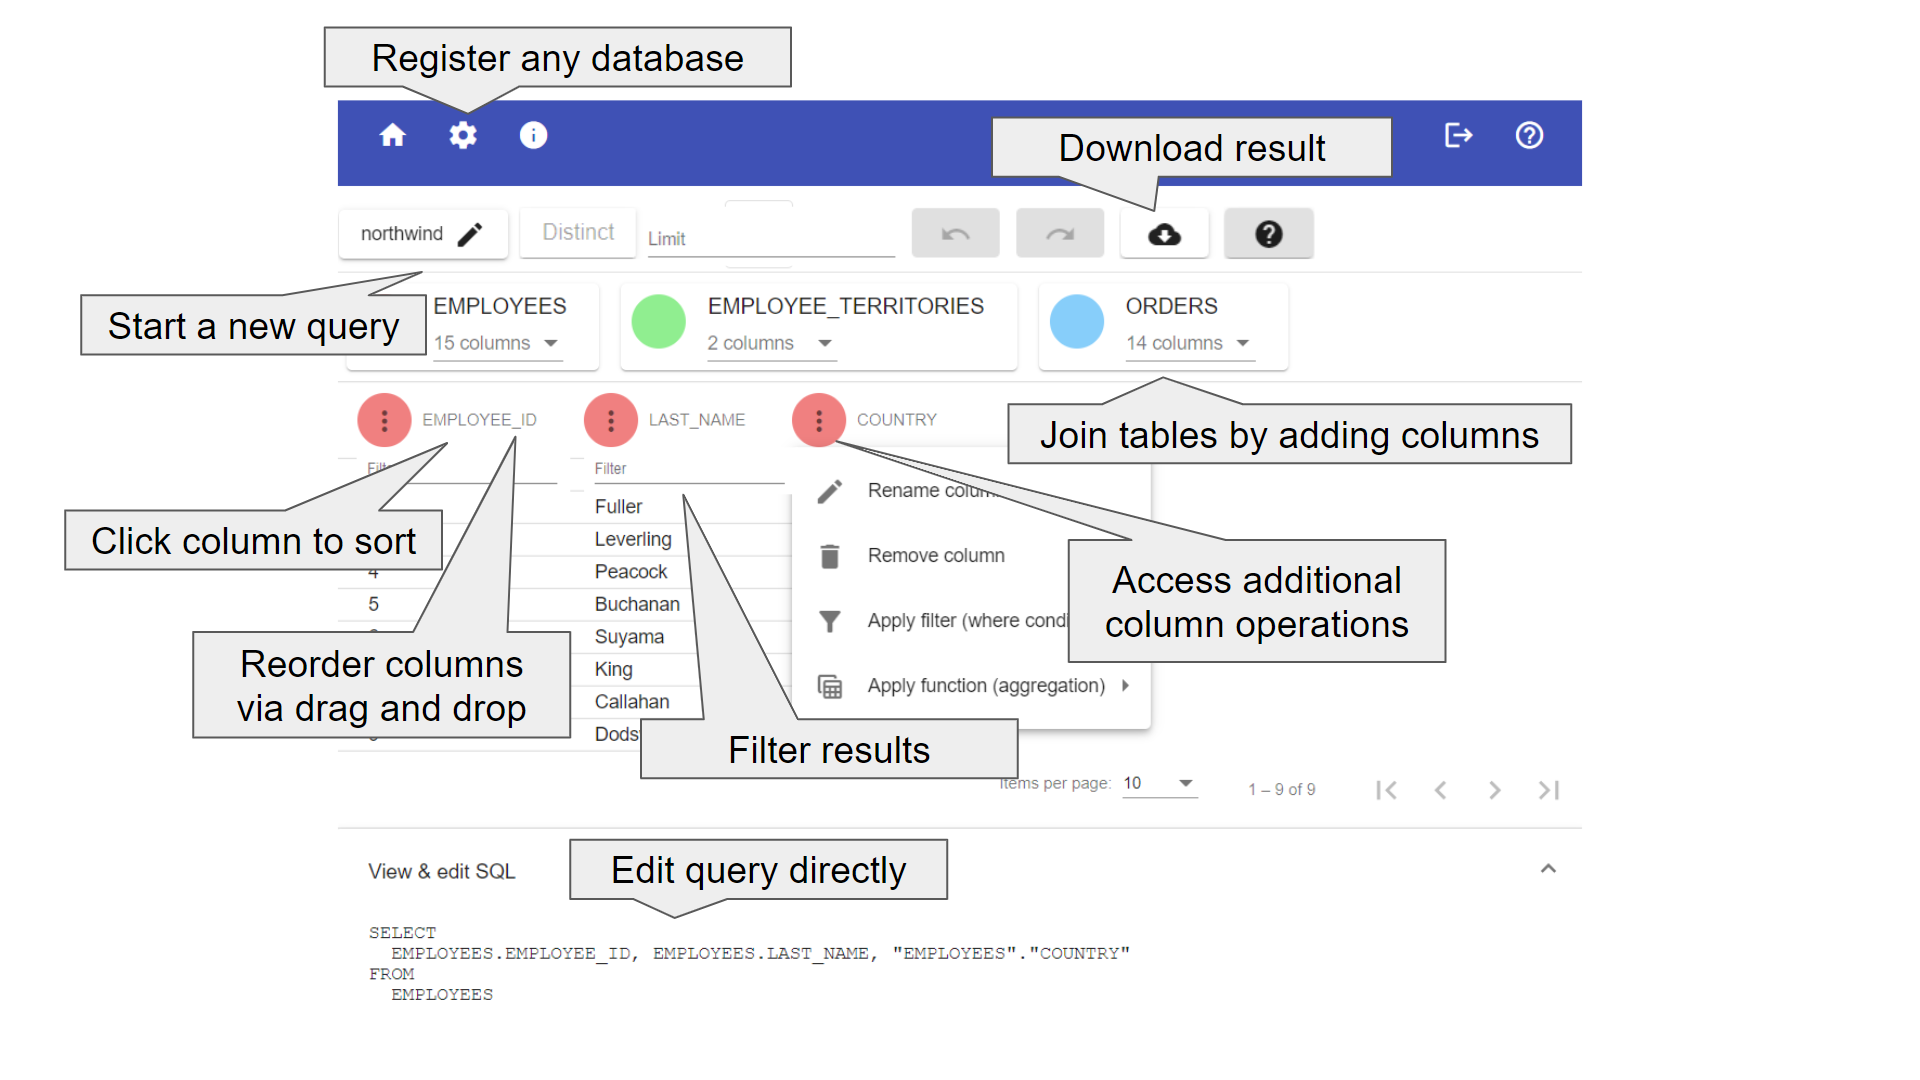 Register any database
Download result
northwind
Distinct
Limit
Start a new query
EMPLOYEES
15 columns
EMPLOYEE_TERRITORIES
2 columns
ORDERS
14 columns
EMPLOYEE_ID
LAST_NAME
COUNTRY
Join tables by adding columns
Filter
Rename
Fuller
Click column to sort
Leverling
Remove column
4
Peacock
Access additional
column operations
5
Buchanan
Apply filter (where
Suyama
Reorder columns
via drag and drop
King
Apply function (aggregation)
Callahan
Filter results
Items per page:
10
1 – 9 of 9
View & edit SQL
Edit query directly
SELECT
EMPLOYEES.EMPLOYEE_ID, EMPLOYEES.LAST_NAME, "EMPLOYEES"."COUNTRY"
FROM
EMPLOYEES